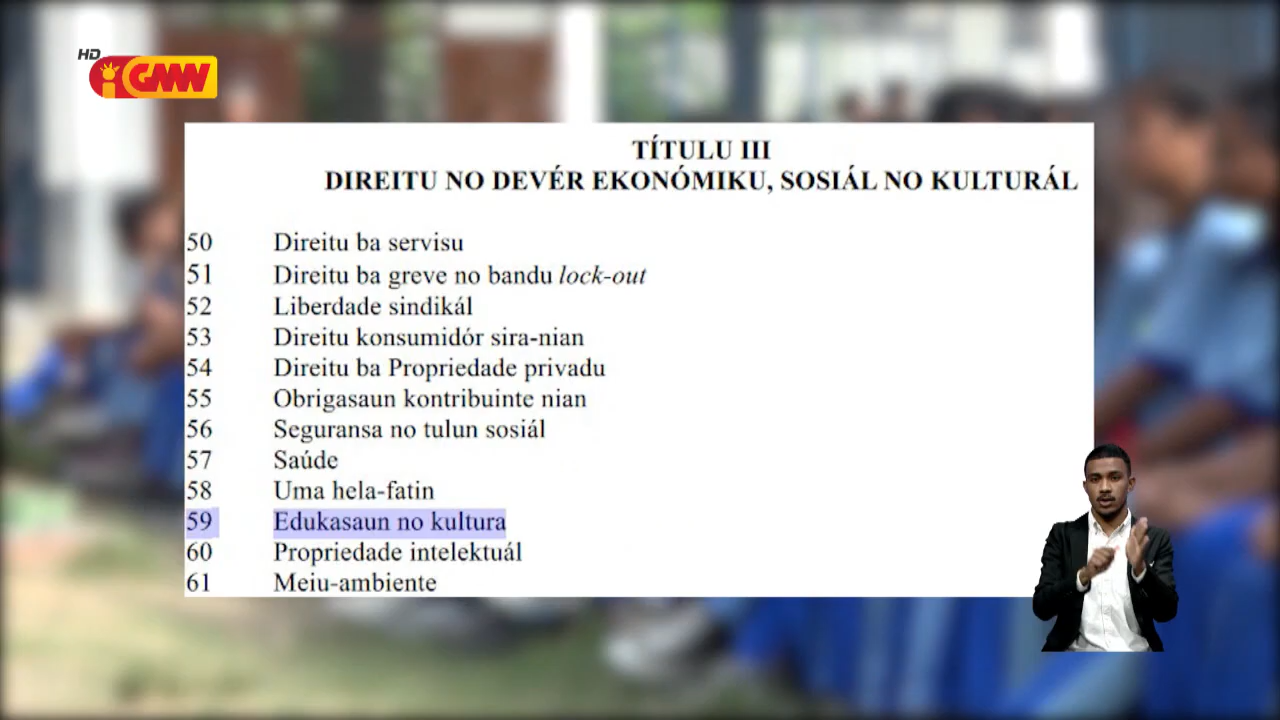 HD
GMN
TÍTULU III
DIREITU NO DEVÉR EKONÓMIKU, SOSIÁL NO KULTURÁL
50 Direitu ba servisu
51 Direitu ba greve no bandu lock-out
52 Liberdade sindikál
53 Direitu konsumidór sira-nian
54 Direitu ba Propriedade privadu
55 Obrigasaun kontribuinte nian
56 Seguransa no tulun sosiál
57 Saúde
58 Uma hela-fatin
59 Edukasaun no kultura
60 Propriedade intelektuál
61 Meiu-ambiente